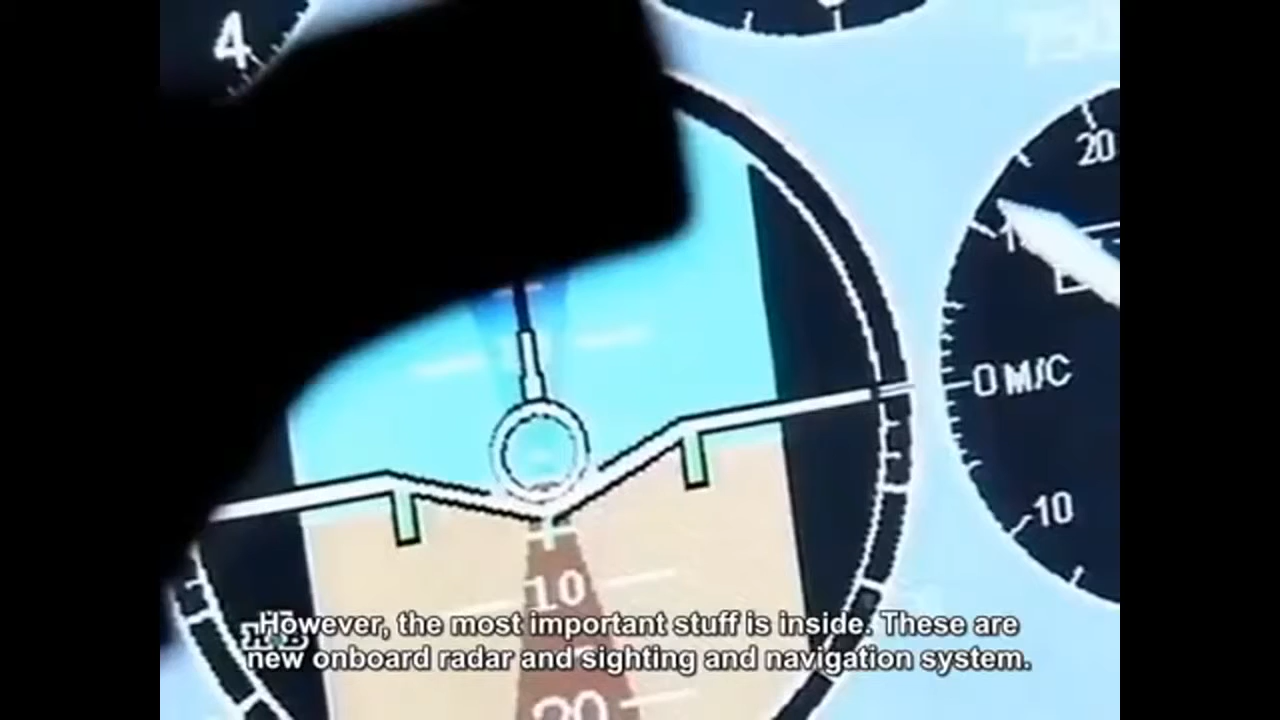 4
20
0 M/C
10
10
20
However, the most important stuff is inside. These are
new onboard radar and sighting and navigation system.